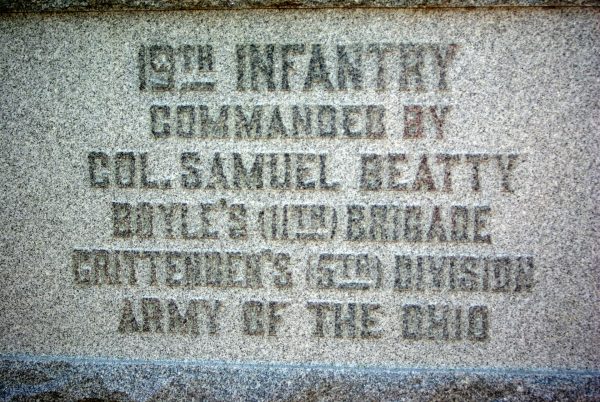 19TH INFANTRY
COMMANDED BY
COL. SAMUEL BEATTY
BOYLE'S (11TH) BRIGADE
CRITTENDEN'S (5TH) DIVISION
ARMY OF THE OHIO